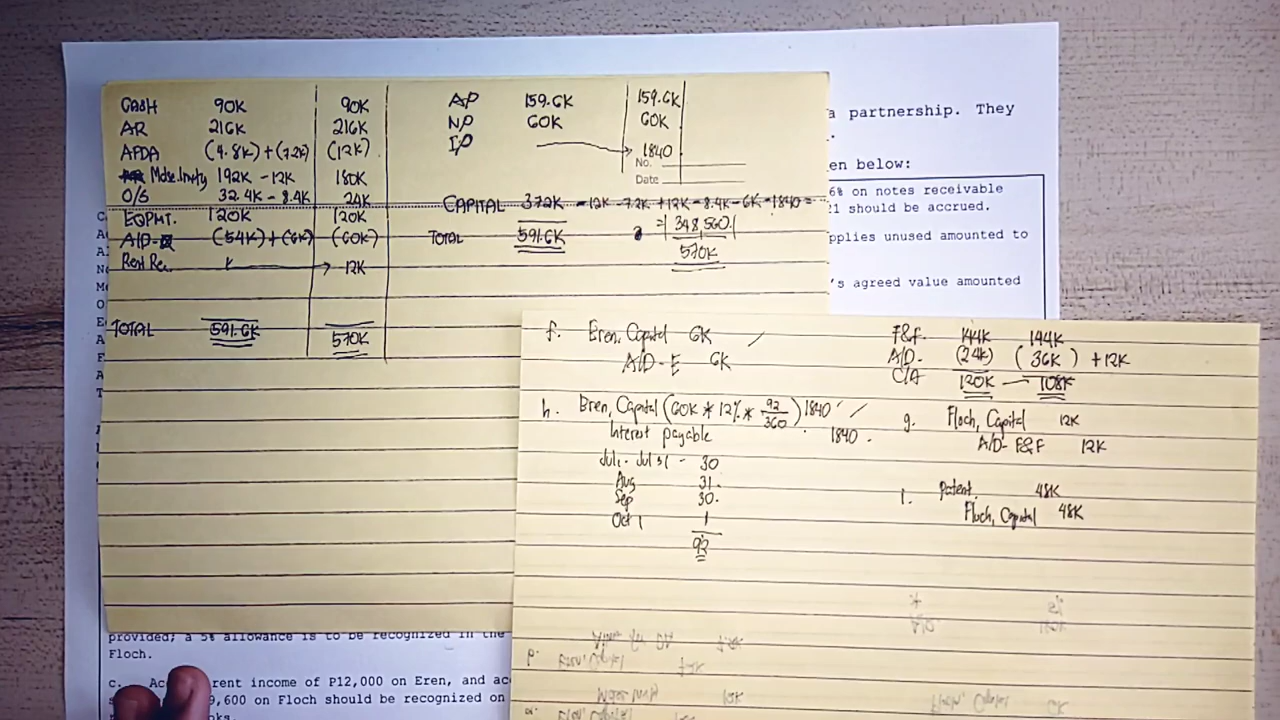 CASH 90K 90K
AR 216K 216K
AFDA (4.8K)+(7.2K) (12K)
Mdse. Invty 192K -12K 180K
O/S 32.4K - 8.4K 24K
EQPMT. 120K 120K
A/D- (54K)+(6K) (60K)
Rent Rec. 12K
TOTAL 591.6K 570K
AP 159.6K 159.6K
NP 60K 60K
IP 1840
No.
Date
CAPITAL 372K -12K -7.2K +12K -8.4K -6K -1840 =
=348,560
TOTAL 591.6K
570K
a partnership. They
en below:
6% on notes receivable
21 should be accrued.
pplies unused amounted to
's agreed value amounted
f. Eren, Capital 6K
A/D - E 6K
h. Eren, Capital (60K * 12% * 92/360) 1840
Interest payable 1840.
Jul 1 - Jul 31 - 30
Aug 31.
Sep 30.
Oct 1 1
92
F&F. 144K 144K
A/D. (24K) (36K) +12K
C/A 120K 108K
g. Floch, Capital 12K
A/D- F&F 12K
i. Patent. 48K
Floch, Capital 48K
provided; a 5% allowance is to be recognized in the
Floch.
c. Acc rent income of P12,000 on Eren, and acc
9,600 on Floch should be recognized on
ks.